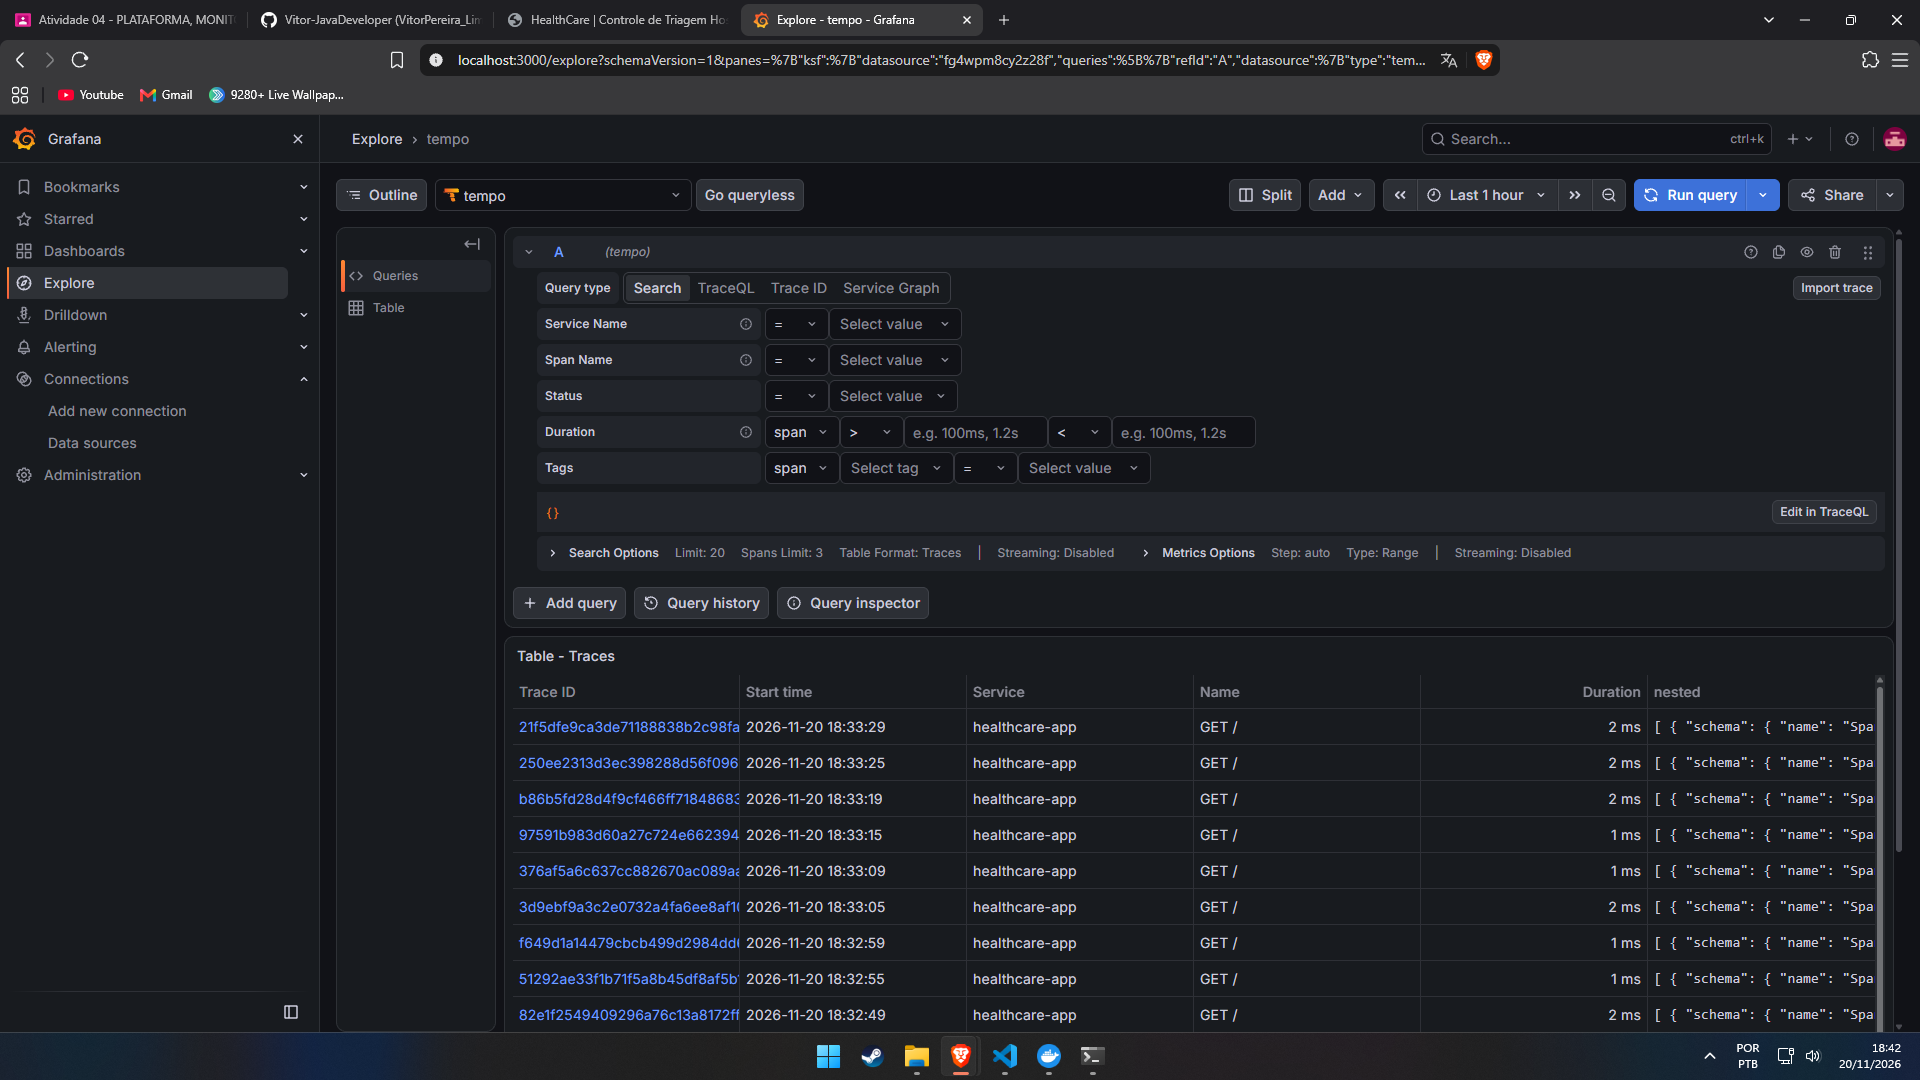 Atividade 04 - PLATAFORMA, MONIT
Vitor-JavaDeveloper (VitorPereira_Lim
HealthCare | Controle de Triagem Ho
Explore - tempo - Grafana
localhost:3000/explore?schemaVersion=1&panes=%7B"ksf":%7B"datasource":"fg4wpm8cy2z28f","queries":%5B%7B"refId":"A","datasource":%7B"type":"tem...
Youtube
Gmail
9280+ Live Wallpap...
Grafana
Explore › tempo
Search...
ctrl+k
Bookmarks
Starred
Dashboards
Explore
Drilldown
Alerting
Connections
Add new connection
Data sources
Administration
Outline
tempo
Go queryless
Split
Add
Last 1 hour
Run query
Share
Queries
Table
A (tempo)
Query type Search TraceQL Trace ID Service Graph
Import trace
Service Name = Select value
Span Name = Select value
Status = Select value
Duration span > e.g. 100ms, 1.2s < e.g. 100ms, 1.2s
Tags span Select tag = Select value
{}
Edit in TraceQL
Search Options Limit: 20 Spans Limit: 3 Table Format: Traces | Streaming: Disabled Metrics Options Step: auto Type: Range | Streaming: Disabled
+ Add query
Query history
Query inspector
Table - Traces
Trace ID Start time Service Name Duration nested
21f5dfe9ca3de71188838b2c98fa 2026-11-20 18:33:29 healthcare-app GET / 2 ms [ { "schema": { "name": "Spa
250ee2313d3ec398288d56f096 2026-11-20 18:33:25 healthcare-app GET / 2 ms [ { "schema": { "name": "Spa
b86b5fd28d4f9cf466ff71848683 2026-11-20 18:33:19 healthcare-app GET / 2 ms [ { "schema": { "name": "Spa
97591b983d60a27c724e662394 2026-11-20 18:33:15 healthcare-app GET / 1 ms [ { "schema": { "name": "Spa
376af5a6c637cc882670ac089aa 2026-11-20 18:33:09 healthcare-app GET / 1 ms [ { "schema": { "name": "Spa
3d9ebf9a3c2e0732a4fa6ee8af10 2026-11-20 18:33:05 healthcare-app GET / 2 ms [ { "schema": { "name": "Spa
f649d1a14479cbcb499d2984dd 2026-11-20 18:32:59 healthcare-app GET / 1 ms [ { "schema": { "name": "Spa
51292ae33f1b71f5a8b45df8af5b 2026-11-20 18:32:55 healthcare-app GET / 1 ms [ { "schema": { "name": "Spa
82e1f2549409296a76c13a8172ff 2026-11-20 18:32:49 healthcare-app GET / 2 ms [ { "schema": { "name": "Spa
POR
PTB
18:42
20/11/2026